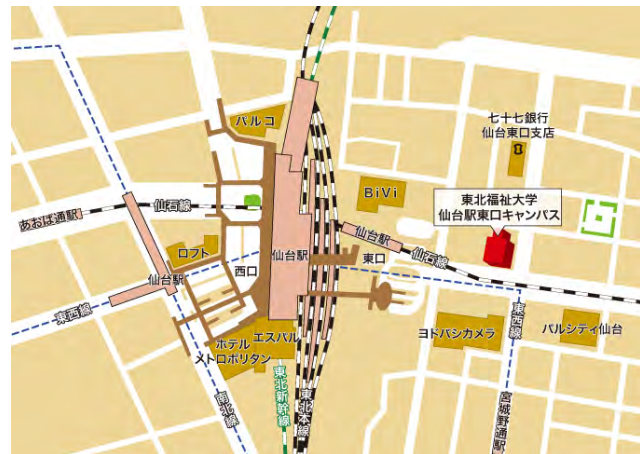 パルコ
七十七銀行
仙台東口支店
BiVi
東北福祉大学
仙台駅東口キャンパス
あおば通駅
仙石線
仙台駅
仙石線
ロフト
仙台駅
西口
仙台駅
東口
東西線
ホテル
メトロポリタン
エスパル
ヨドバシカメラ
東西線
パルシティ仙台
南北線
東北新幹線
東北本線
宮城野通駅